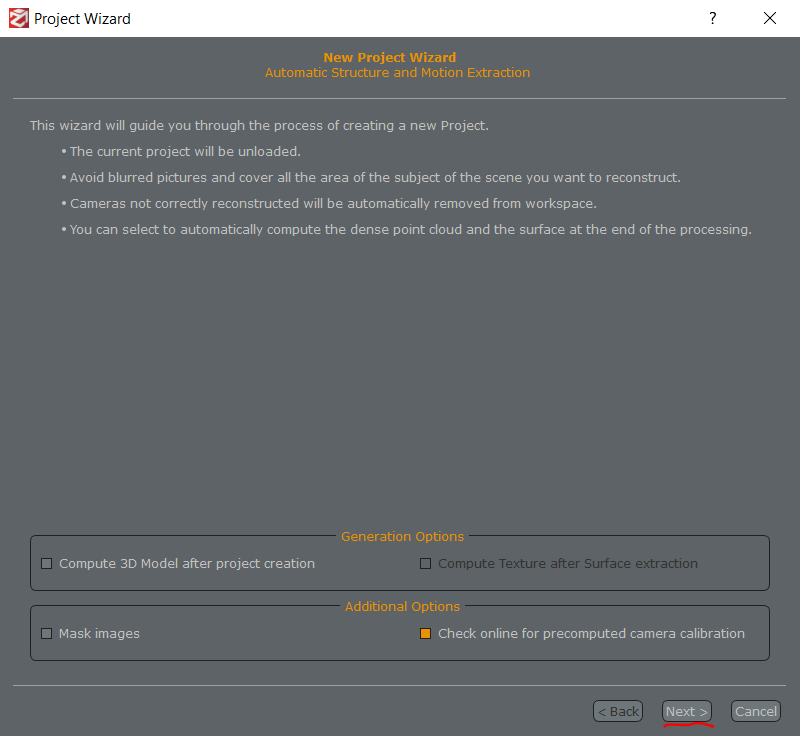 Project Wizard
?
New Project Wizard
Automatic Structure and Motion Extraction
This wizard will guide you through the process of creating a new Project.
• The current project will be unloaded.
• Avoid blurred pictures and cover all the area of the subject of the scene you want to reconstruct.
• Cameras not correctly reconstructed will be automatically removed from workspace.
• You can select to automatically compute the dense point cloud and the surface at the end of the processing.
Generation Options
Compute 3D Model after project creation
Compute Texture after Surface extraction
Additional Options
Mask images
Check online for precomputed camera calibration
< Back
Next >
Cancel